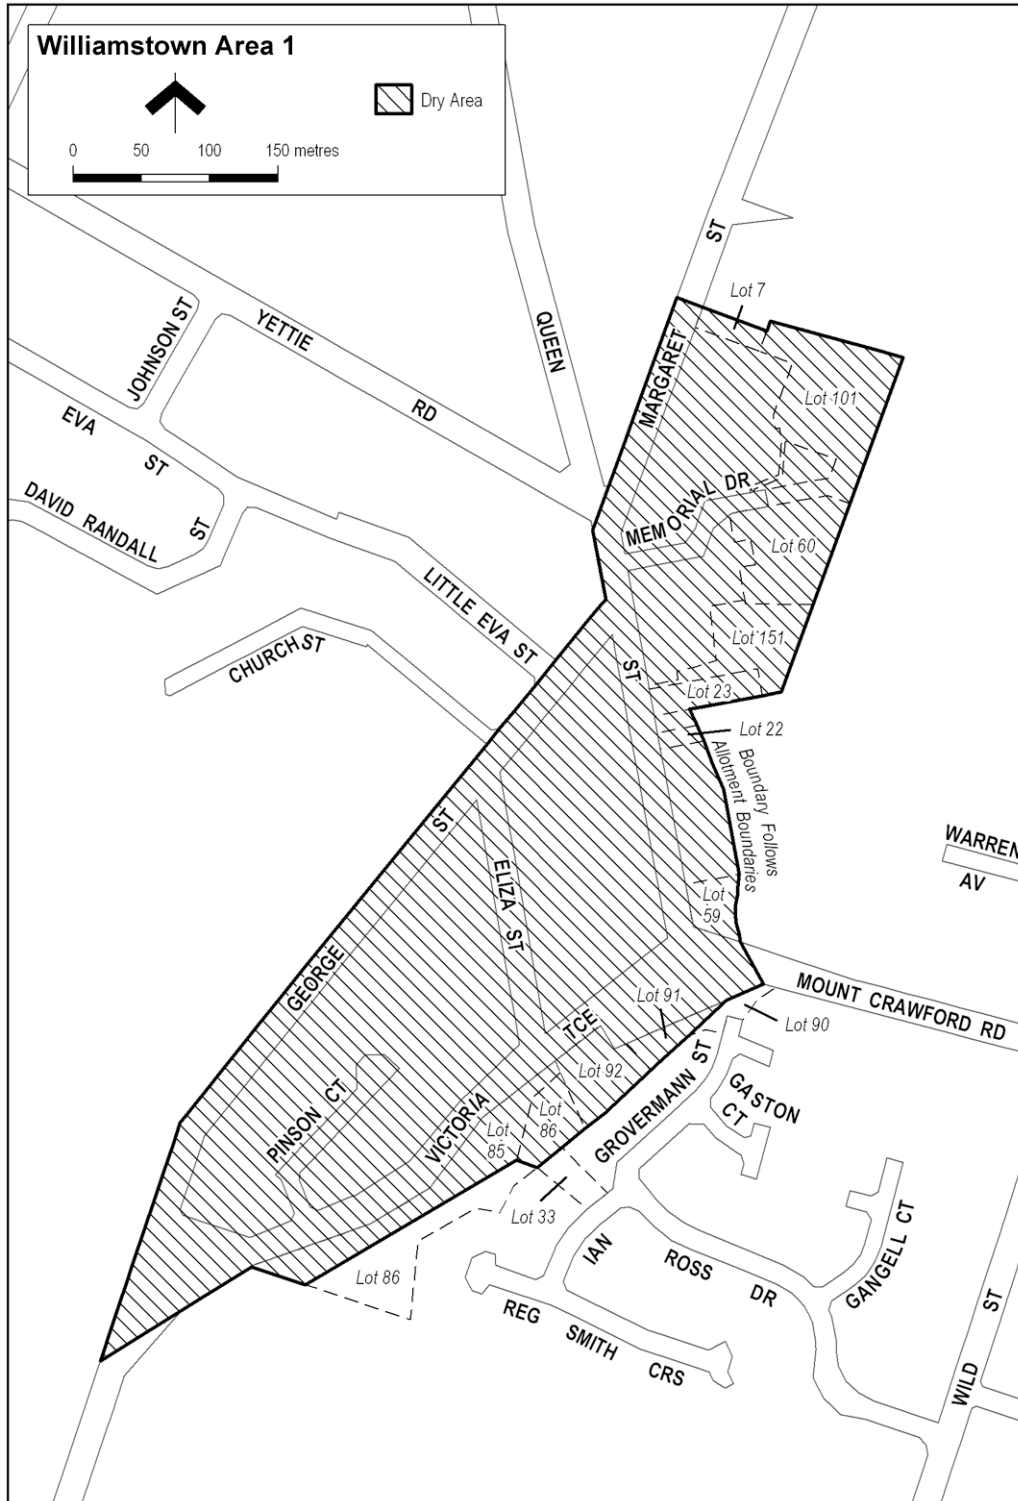 Williamstown Area 1
Dry Area
0 50 100 150 metres
ST
Lot 7
JOHNSON ST
YETTIE
RD
QUEEN
MARGARET
Lot 101
EVA
ST
DAVID RANDALL
ST
MEMORIAL DR
Lot 60
LITTLE EVA ST
CHURCH ST
Lot 151
ST
Lot 23
Lot 22
Boundary Follows
Allotment Boundaries
ST
WARREN
AV
ELIZA ST
Lot
59
GEORGE
MOUNT CRAWFORD RD
Lot 91
Lot 90
TCE
Lot 92
GROVERMANN ST
GASTON
CT
PINSON CT
VICTORIA
Lot
85
Lot
86
Lot 33
IAN
ROSS
DR
GANGELL CT
Lot 86
REG
SMITH
CRS
WILD
ST